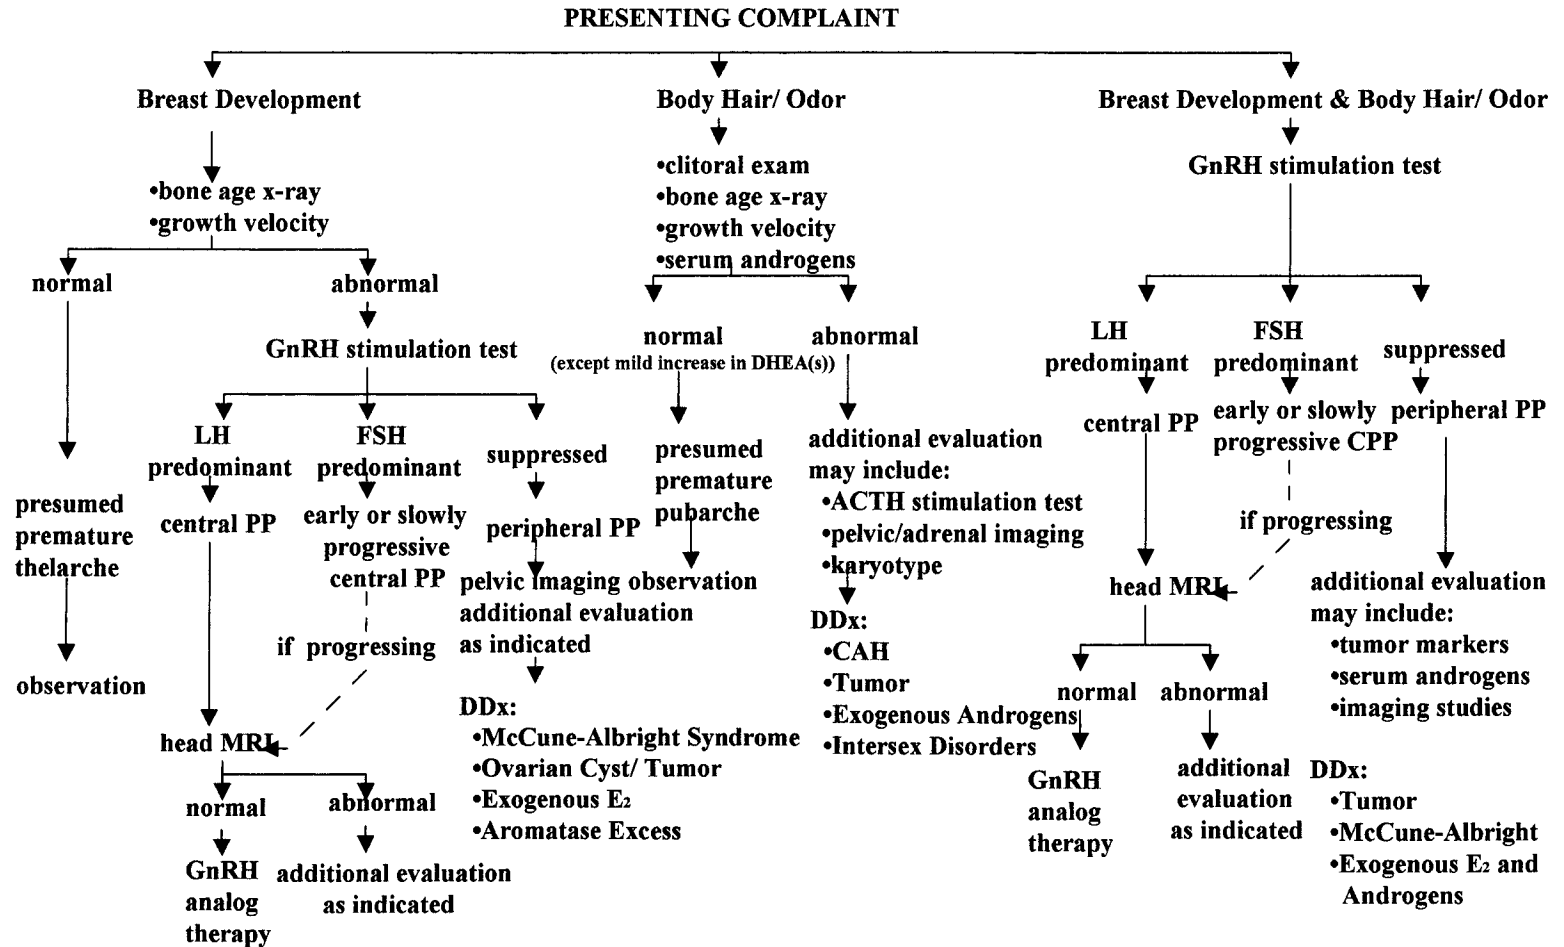 PRESENTING COMPLAINT
Breast Development
•bone age x-ray
•growth velocity
normal
presumed
premature
thelarche
observation
abnormal
GnRH stimulation test
LH
predominant
central PP
FSH
predominant
early or slowly
progressive
central PP
if progressing
head MRI
normal
GnRH
analog
therapy
abnormal
additional evaluation
as indicated
suppressed
peripheral PP
pelvic imaging
additional evaluation
as indicated
DDx:
•McCune-Albright Syndrome
•Ovarian Cyst/ Tumor
•Exogenous E2
•Aromatase Excess
Body Hair/ Odor
•clitoral exam
•bone age x-ray
•growth velocity
•serum androgens
normal
(except mild increase in DHEA(s))
presumed
premature
pubarche
observation
abnormal
additional evaluation
may include:
•ACTH stimulation test
•pelvic/adrenal imaging
•karyotype
DDx:
•CAH
•Tumor
•Exogenous Androgens
•Intersex Disorders
Breast Development & Body Hair/ Odor
GnRH stimulation test
LH
predominant
central PP
FSH
predominant
early or slowly
progressive CPP
if progressing
head MRI
normal
GnRH
analog
therapy
abnormal
additional
evaluation
as indicated
suppressed
peripheral PP
additional evaluation
may include:
•tumor markers
•serum androgens
•imaging studies
DDx:
•Tumor
•McCune-Albright
•Exogenous E2 and
Androgens